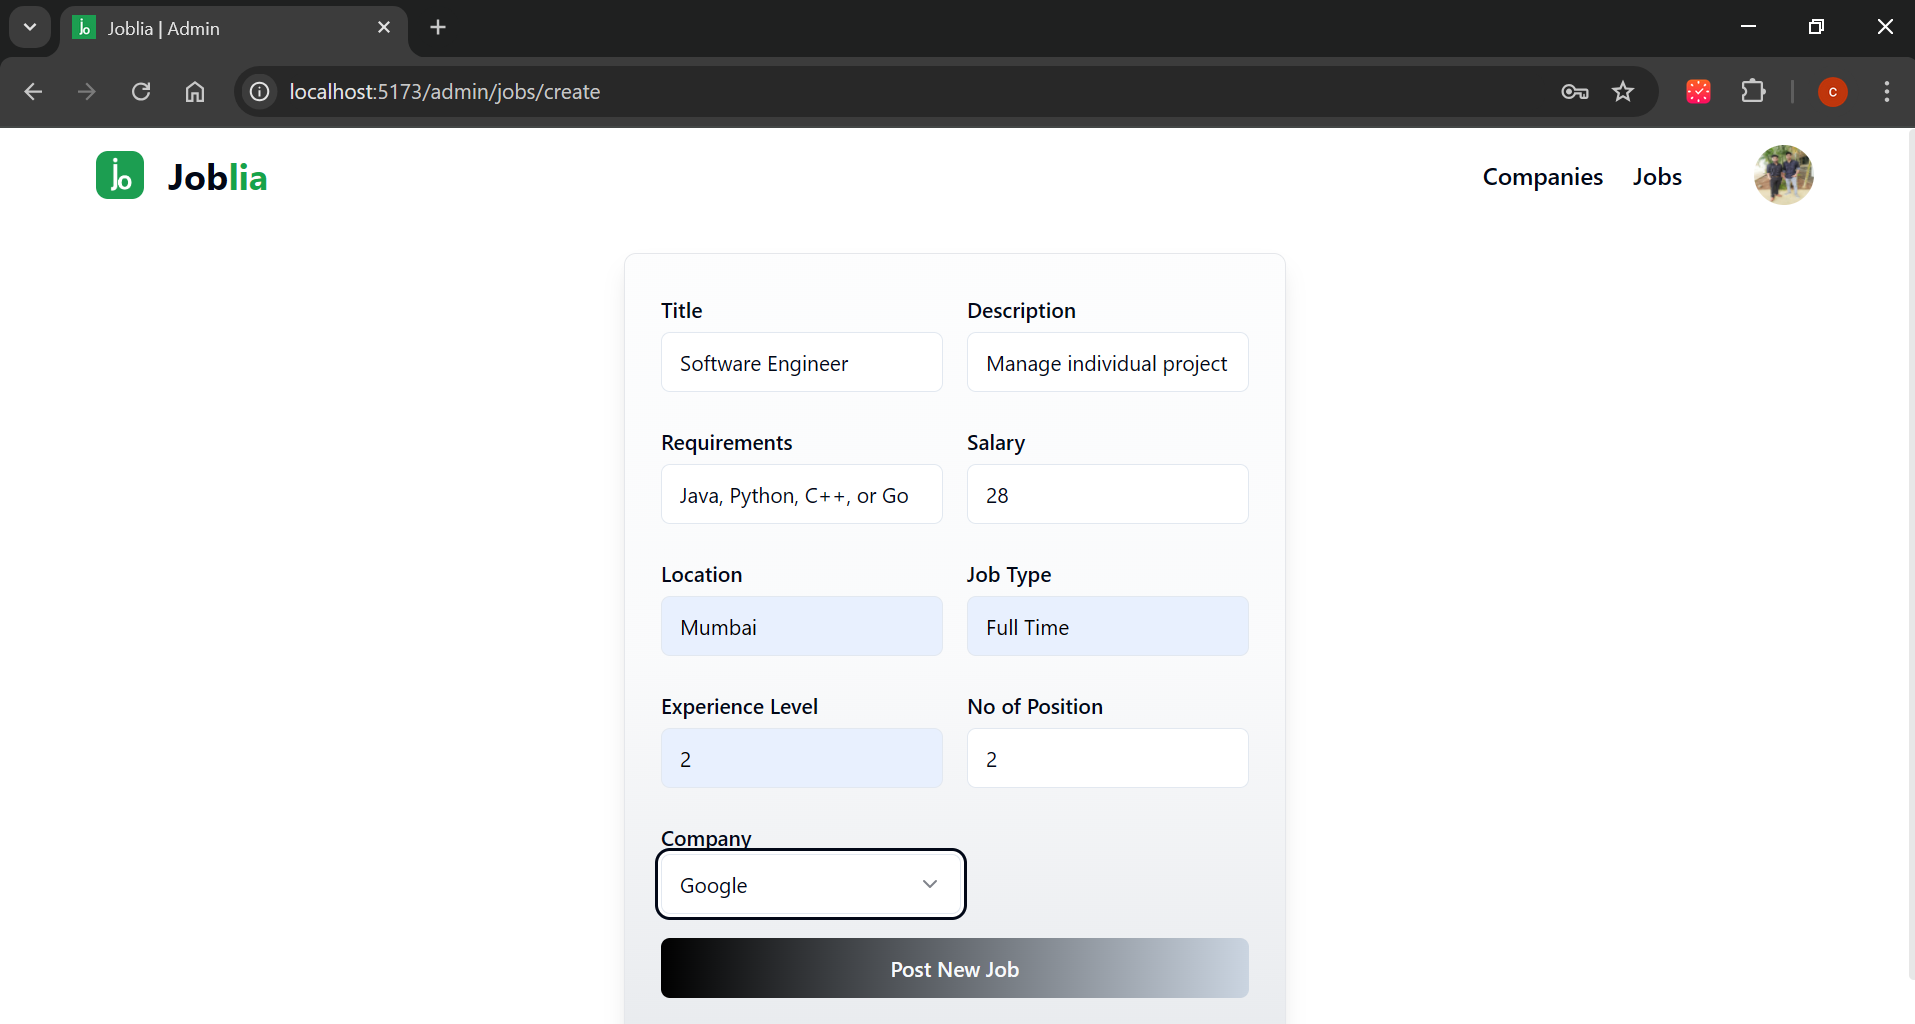 Joblia | Admin
localhost:5173/admin/jobs/create
C
jo Joblia
Companies Jobs
Title Description
Software Engineer Manage individual project
Requirements Salary
Java, Python, C++, or Go 28
Location Job Type
Mumbai Full Time
Experience Level No of Position
2 2
Company
Google
Post New Job